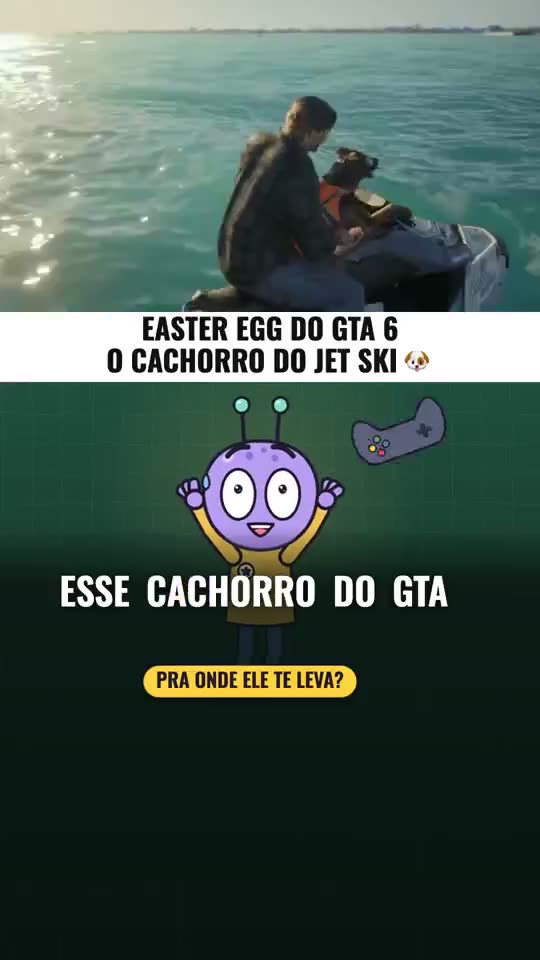 EASTER EGG DO GTA 6
O CACHORRO DO JET SKI 🐶
ESSE CACHORRO DO GTA
PRA ONDE ELE TE LEVA?